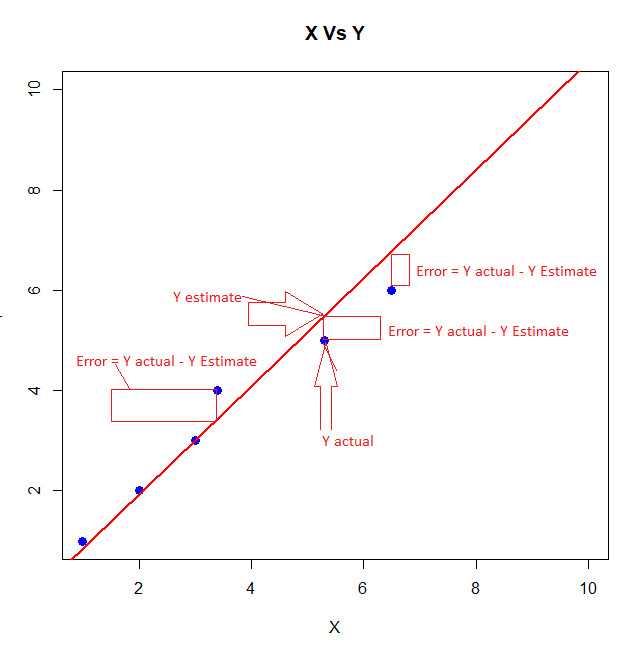 X Vs Y
10
8
6
4
2
Y estimate
Error = Y actual - Y Estimate
Error = Y actual - Y Estimate
Error = Y actual - Y Estimate
Y actual
2
4
6
8
10
X